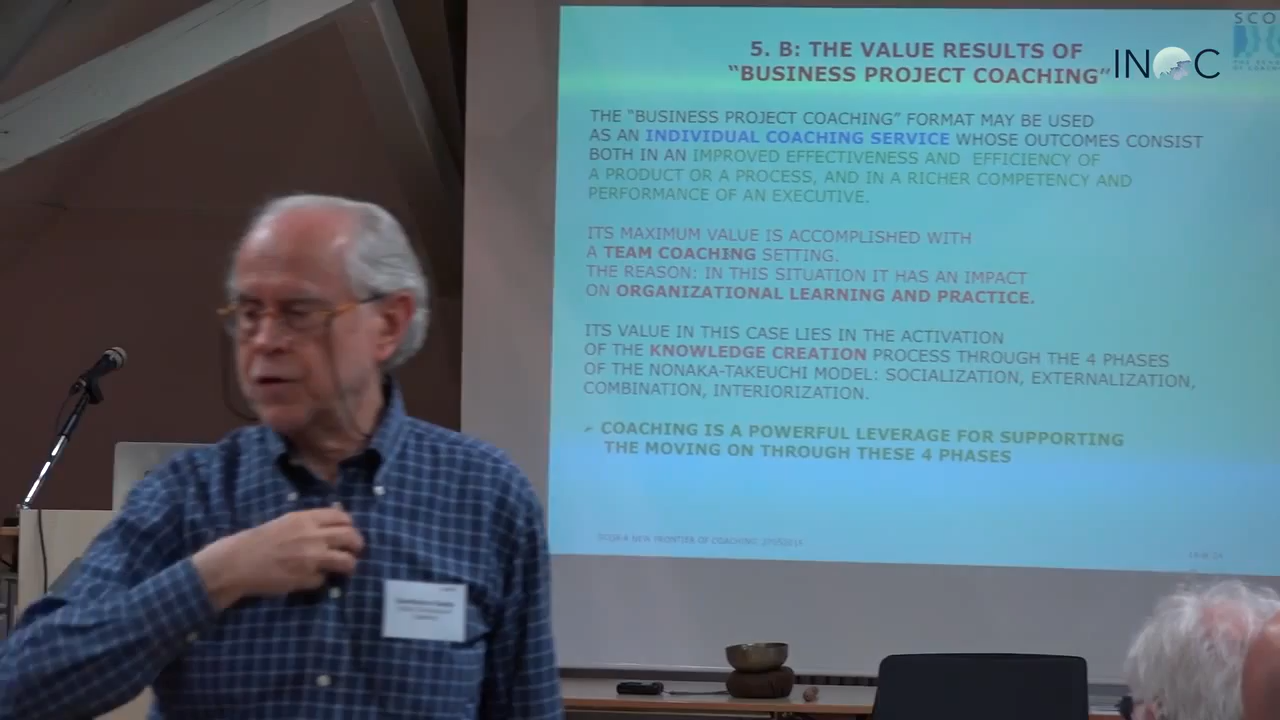 5. B: THE VALUE RESULTS OF
"BUSINESS PROJECT COACHING"
INOC
SCO
THE "BUSINESS PROJECT COACHING" FORMAT MAY BE USED
AS AN INDIVIDUAL COACHING SERVICE WHOSE OUTCOMES CONSIST
BOTH IN AN IMPROVED EFFECTIVENESS AND EFFICIENCY OF
A PRODUCT OR A PROCESS, AND IN A RICHER COMPETENCY AND
PERFORMANCE OF AN EXECUTIVE.
ITS MAXIMUM VALUE IS ACCOMPLISHED WITH
A TEAM COACHING SETTING.
THE REASON: IN THIS SITUATION IT HAS AN IMPACT
ON ORGANIZATIONAL LEARNING AND PRACTICE.
ITS VALUE IN THIS CASE LIES IN THE ACTIVATION
OF THE KNOWLEDGE CREATION PROCESS THROUGH THE 4 PHASES
OF THE NONAKA-TAKEUCHI MODEL: SOCIALIZATION, EXTERNALIZATION,
COMBINATION, INTERIORIZATION.
COACHING IS A POWERFUL LEVERAGE FOR SUPPORTING
THE MOVING ON THROUGH THESE 4 PHASES
A NEW FRONTIER OF COACHING